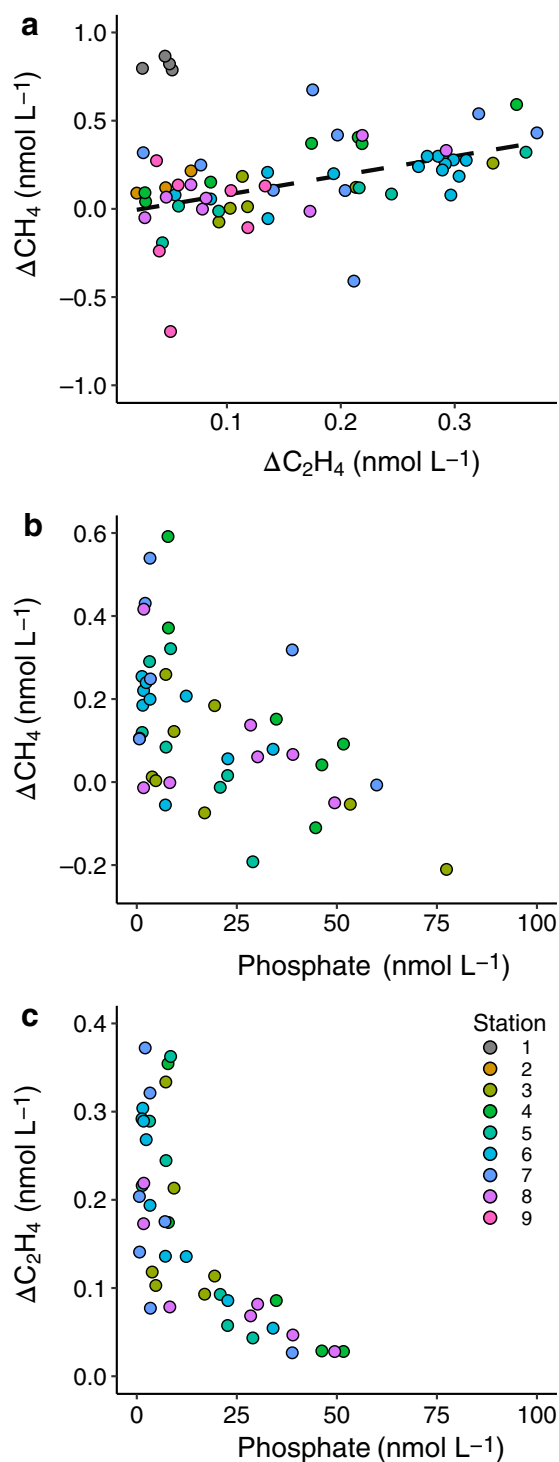 a
1.0
0.5
0.0
−0.5
−1.0
ΔCH₄ (nmol L⁻¹)
0.1 0.2 0.3
ΔC₂H₄ (nmol L⁻¹)
b
0.6
0.4
0.2
0.0
−0.2
ΔCH₄ (nmol L⁻¹)
0 25 50 75 100
Phosphate (nmol L⁻¹)
c
0.4
0.3
0.2
0.1
0.0
ΔC₂H₄ (nmol L⁻¹)
Station
1
2
3
4
5
6
7
8
9
0 25 50 75 100
Phosphate (nmol L⁻¹)